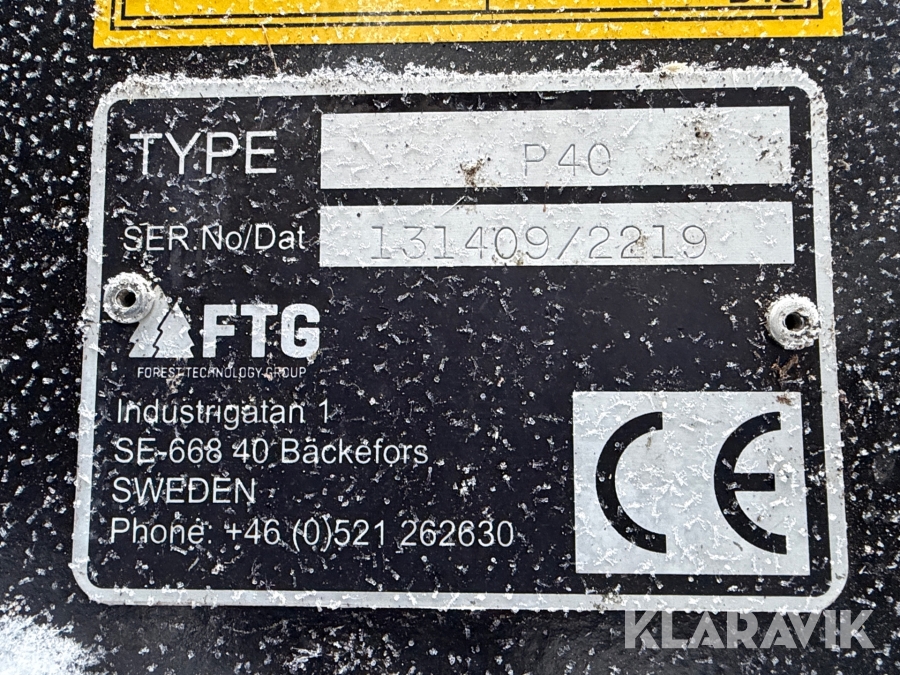 TYPE P40
SER.No/Dat 131409/2219
FTG
FOREST TECHNOLOGY GROUP
Industrigatan 1
SE-668 40 Bäckefors
SWEDEN
Phone: +46 (0)521 262630
CE
KLARAVIK